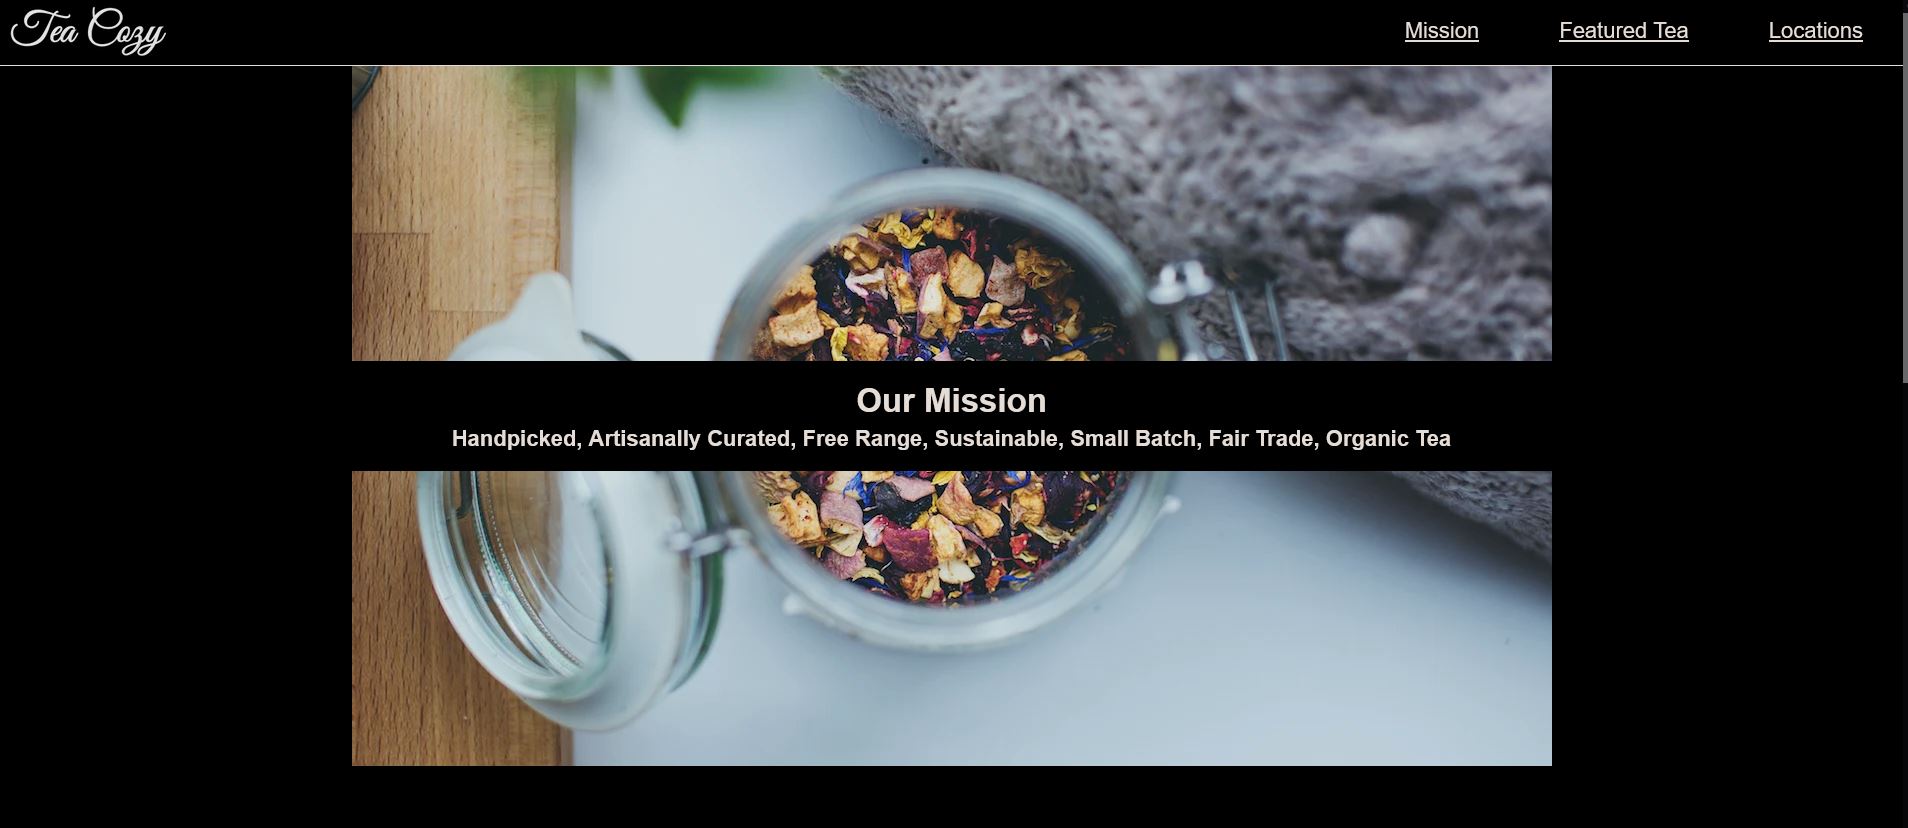 Tea Cozy
Mission
Featured Tea
Locations
Our Mission
Handpicked, Artisanally Curated, Free Range, Sustainable, Small Batch, Fair Trade, Organic Tea